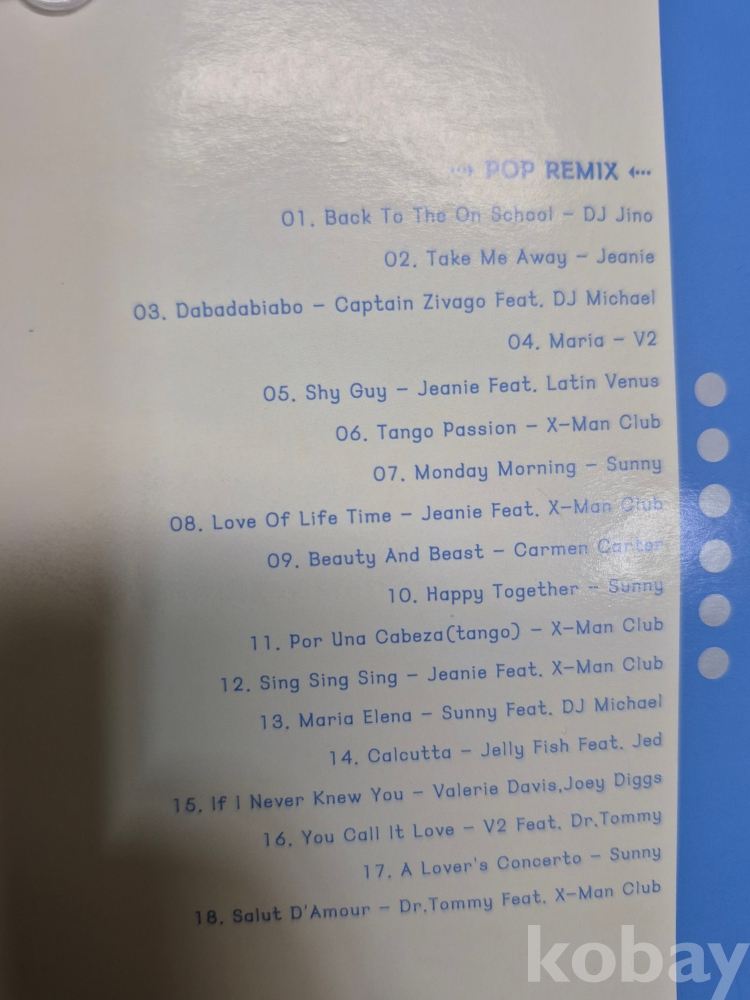 POP REMIX
01. Back To The On School - DJ Jino
02. Take Me Away - Jeanie
03. Dabadabiabo - Captain Zivago Feat. DJ Michael
04. Maria - V2
05. Shy Guy - Jeanie Feat. Latin Venus
06. Tango Passion - X-Man Club
07. Monday Morning - Sunny
08. Love Of Life Time - Jeanie Feat. X-Man Club
09. Beauty And Beast - Carmen Carter
10. Happy Together - Sunny
11. Por Una Cabeza(tango) - X-Man Club
12. Sing Sing Sing - Jeanie Feat. X-Man Club
13. Maria Elena - Sunny Feat. DJ Michael
14. Calcutta - Jelly Fish Feat. Jed
15. If I Never Knew You - Valerie Davis,Joey Diggs
16. You Call It Love - V2 Feat. Dr.Tommy
17. A Lover's Concerto - Sunny
18. Salut D'Amour - Dr.Tommy Feat. X-Man Club
kobay